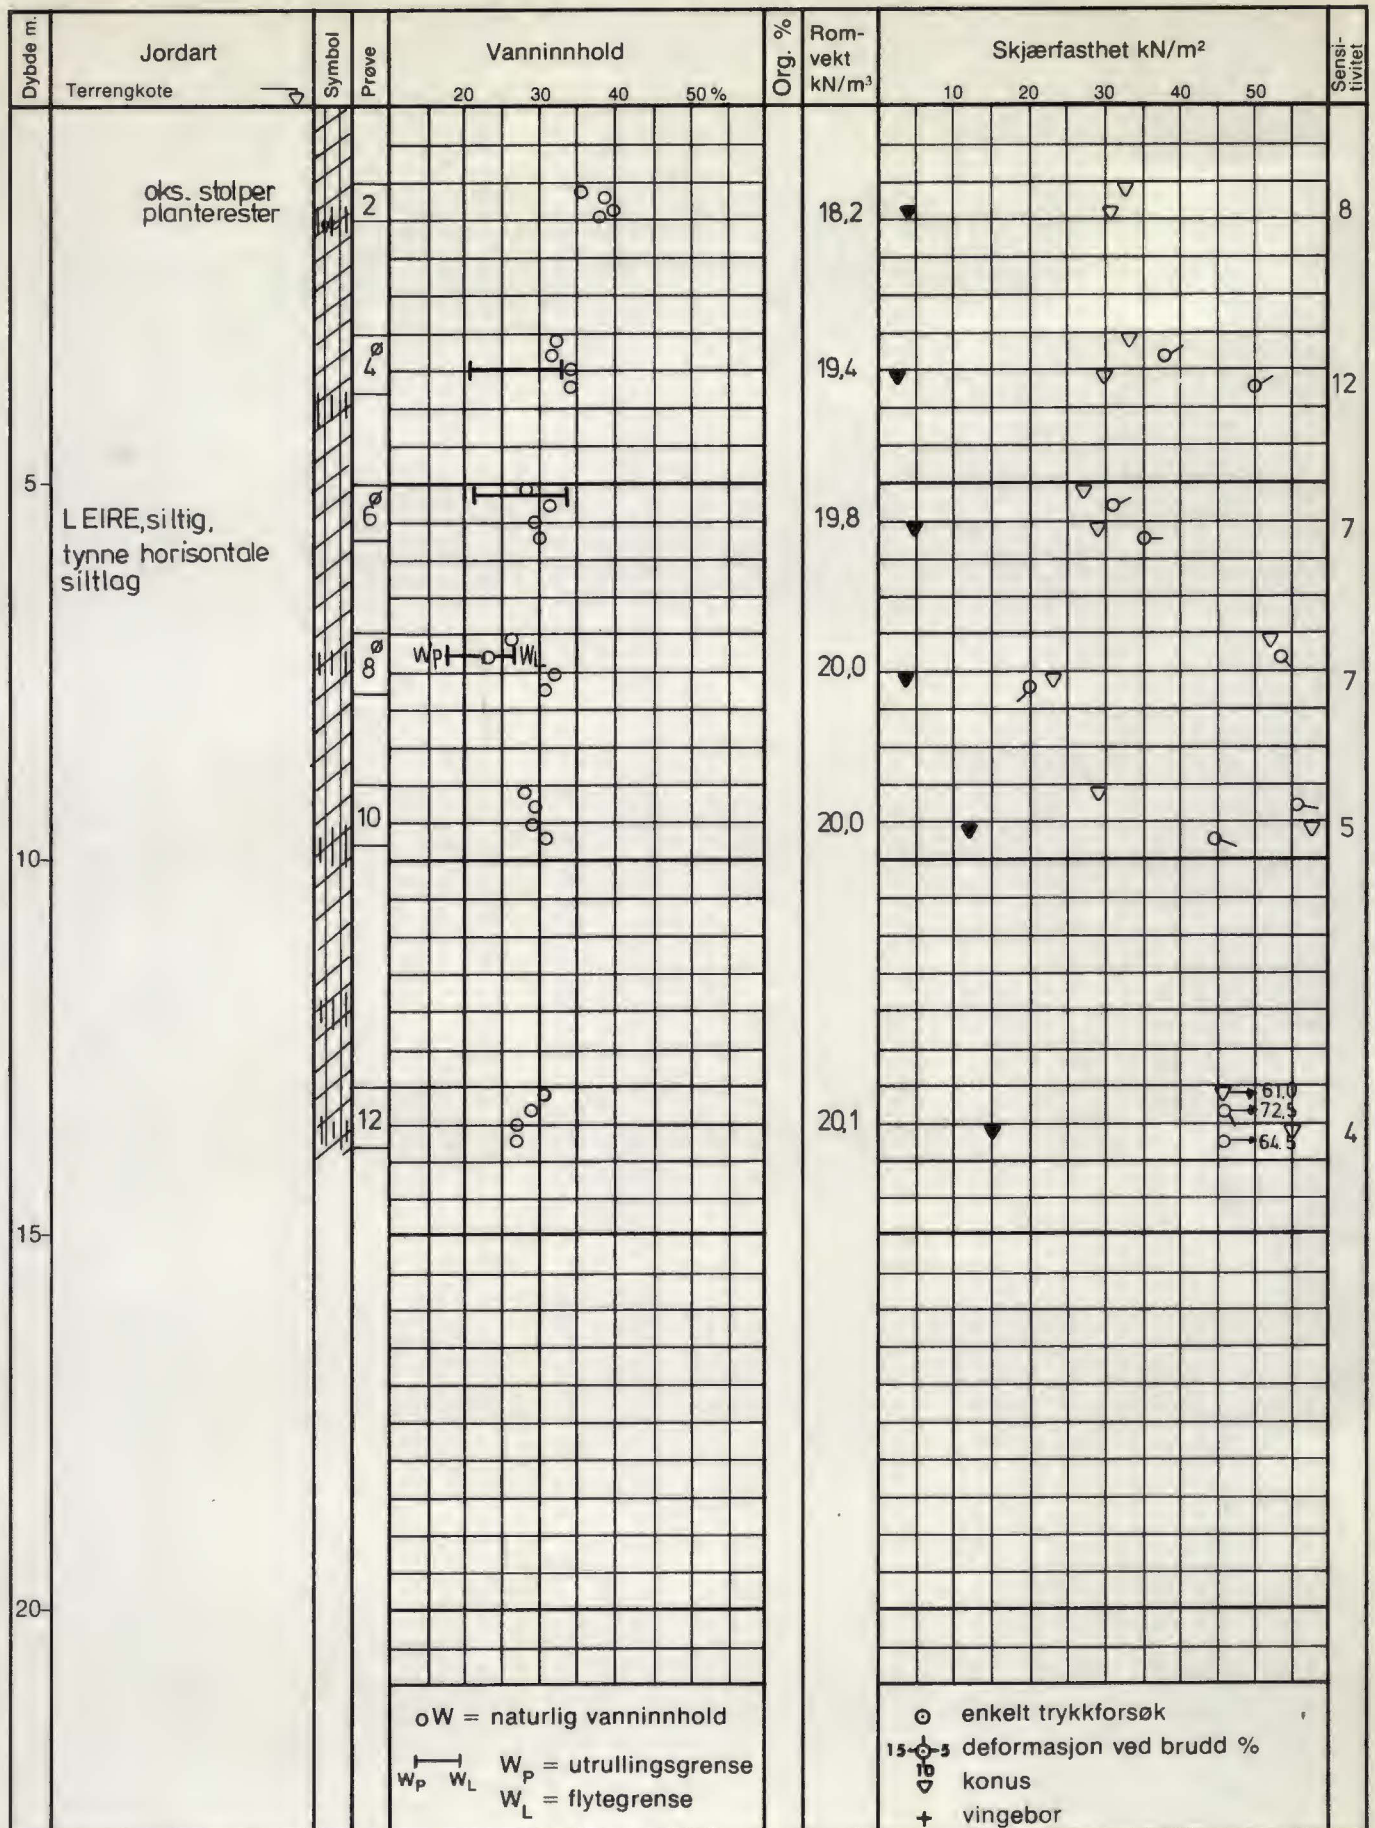 Dybde m.
Jordart
Terrengkote
Symbol
Prøve
Vanninnhold
20 30 40 50 %
Org. %
Rom-
vekt
kN/m³
Skjærfasthet kN/m²
10 20 30 40 50
Sensi-
tivitet
oks. stolper
planterester
2
18,2
8
4ø
19,4
12
5
LEIRE, siltig,
tynne horisontale
siltlag
6ø
19,8
7
8ø
WP WL
20,0
7
10
20,0
5
10
12
61.0
72.5
64.5
20,1
4
15
20
oW = naturlig vanninnhold
WP WL WP = utrullingsgrense
WL = flytegrense
enkelt trykkforsøk
15 5 deformasjon ved brudd %
10
konus
vingebor